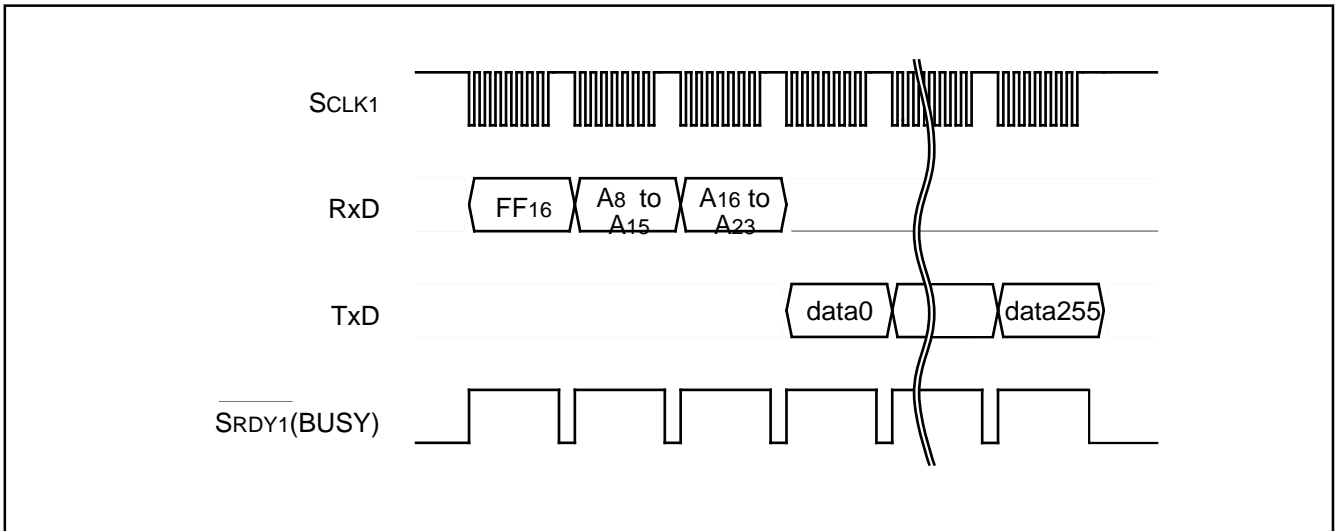 SCLK1
RxD
FF16
A8 to
A15
A16 to
A23
TxD
data0
data255
SRDY1(BUSY)